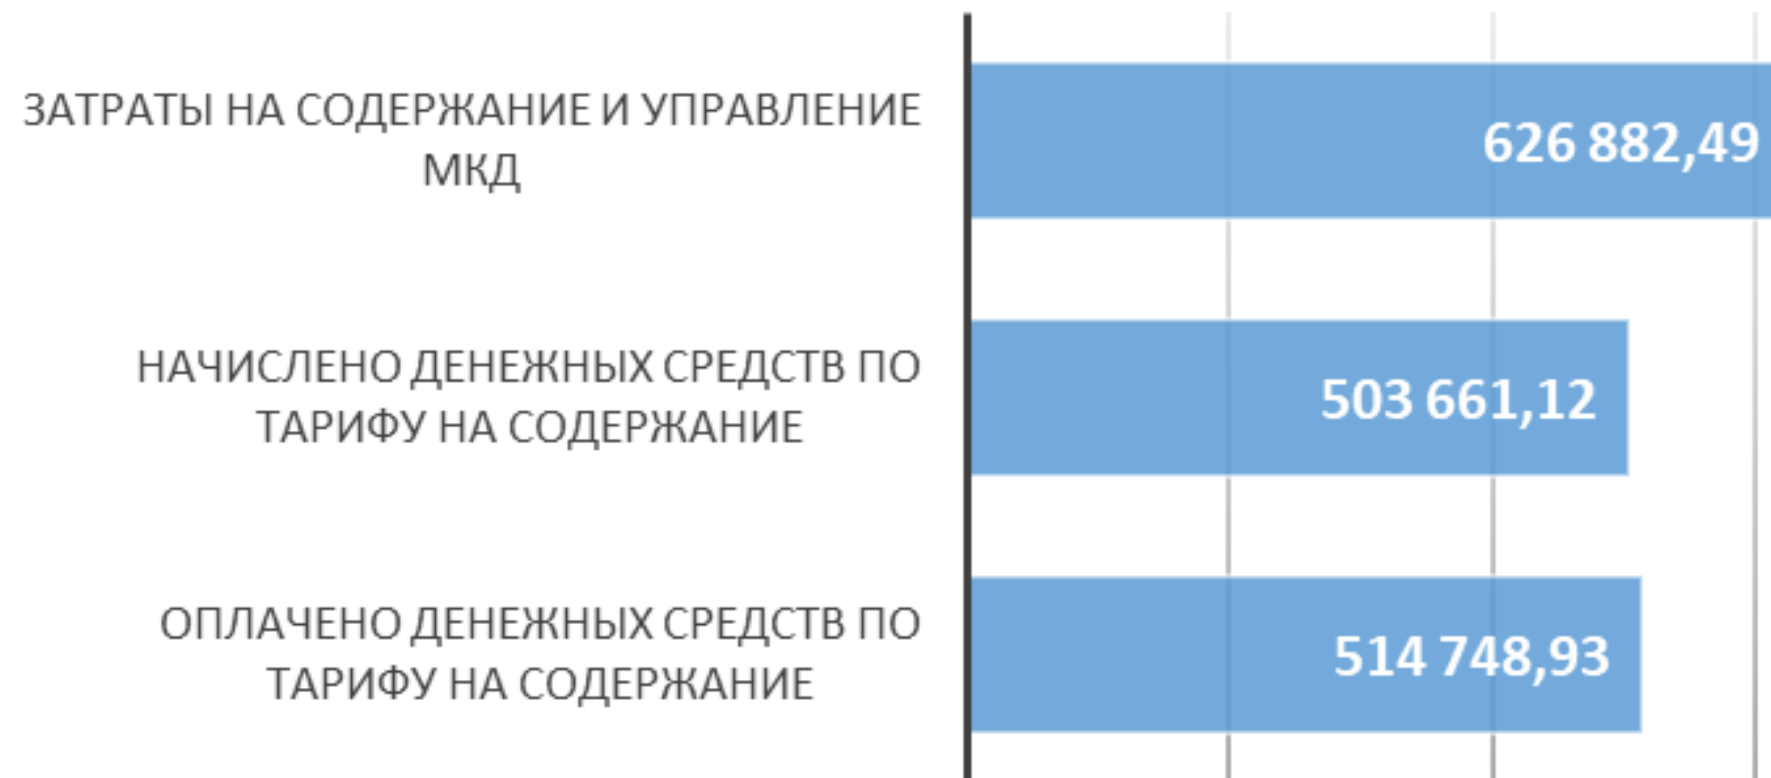 ЗАТРАТЫ НА СОДЕРЖАНИЕ И УПРАВЛЕНИЕ
МКД
626 882,49
НАЧИСЛЕНО ДЕНЕЖНЫХ СРЕДСТВ ПО
ТАРИФУ НА СОДЕРЖАНИЕ
503 661,12
ОПЛАЧЕНО ДЕНЕЖНЫХ СРЕДСТВ ПО
ТАРИФУ НА СОДЕРЖАНИЕ
514 748,93